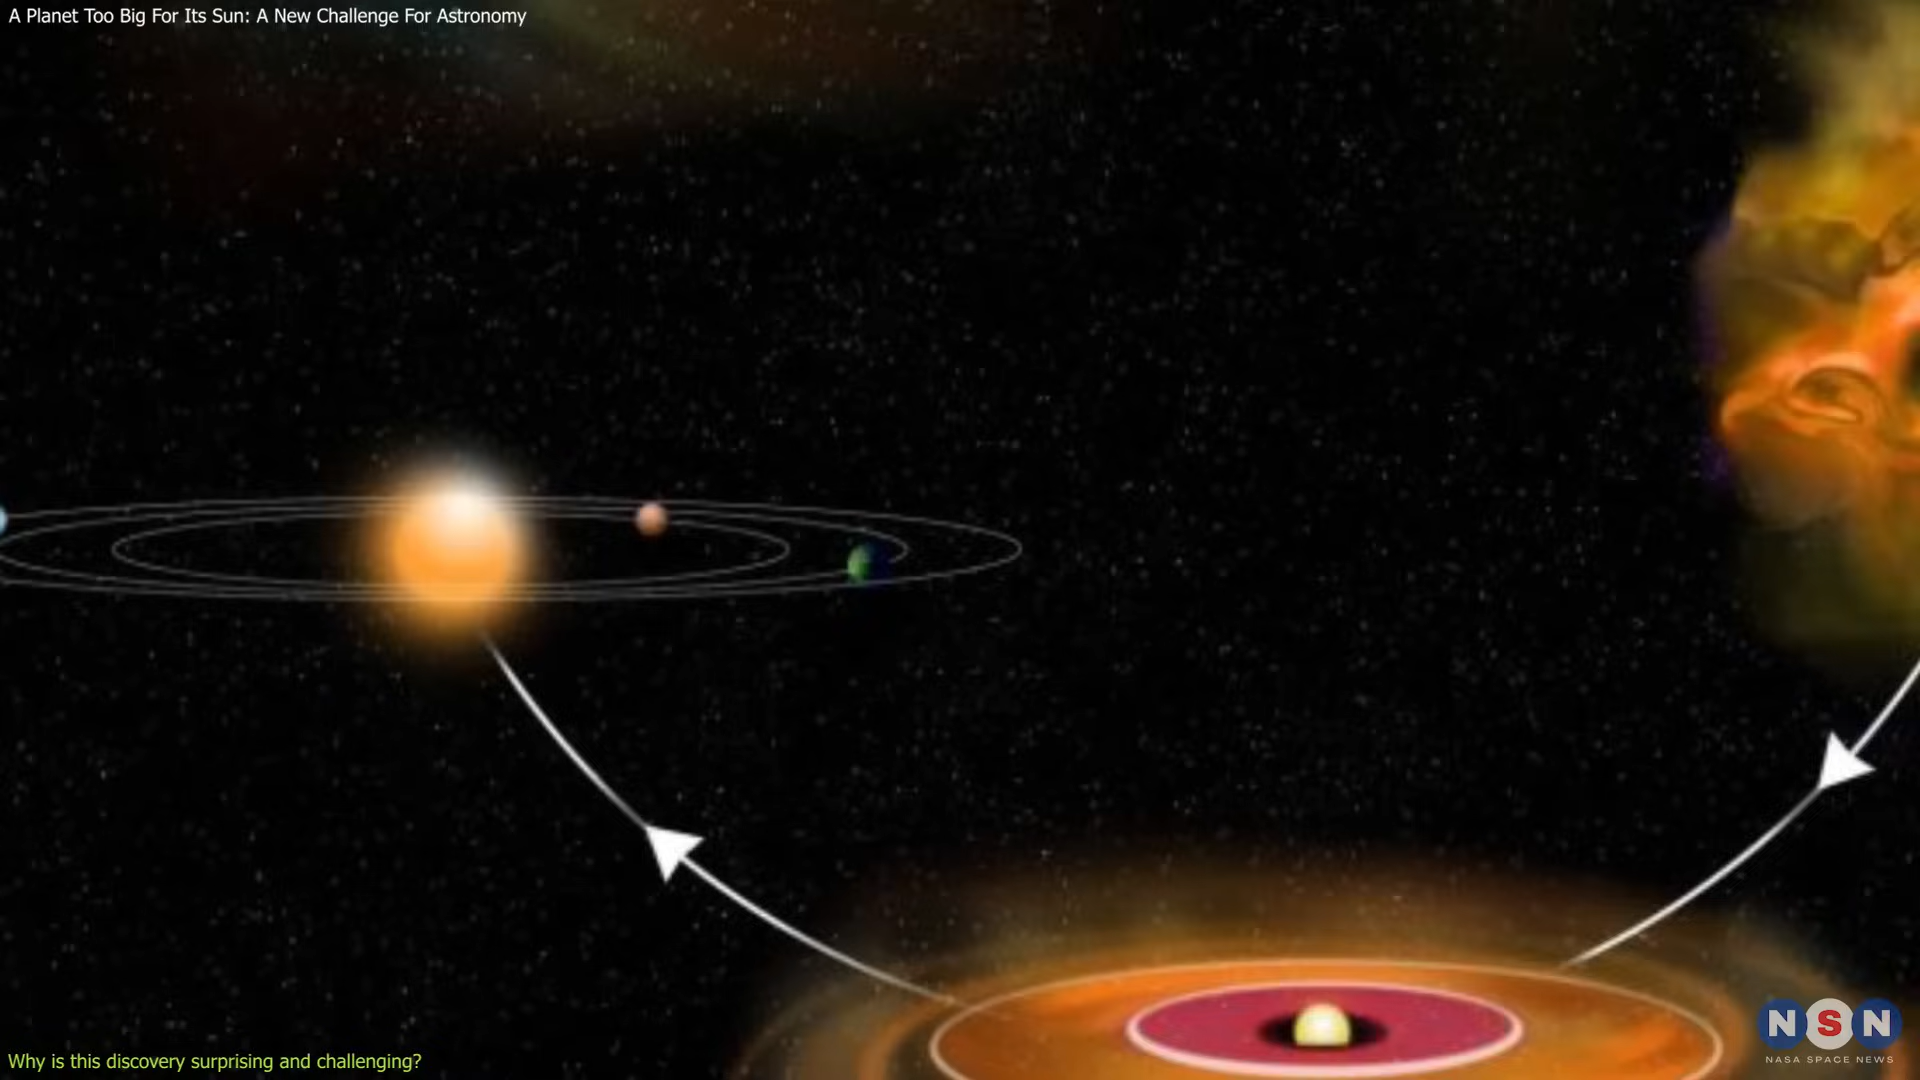 A Planet Too Big For Its Sun: A New Challenge For Astronomy
Why is this discovery surprising and challenging?
NSN
NASA SPACE NEWS